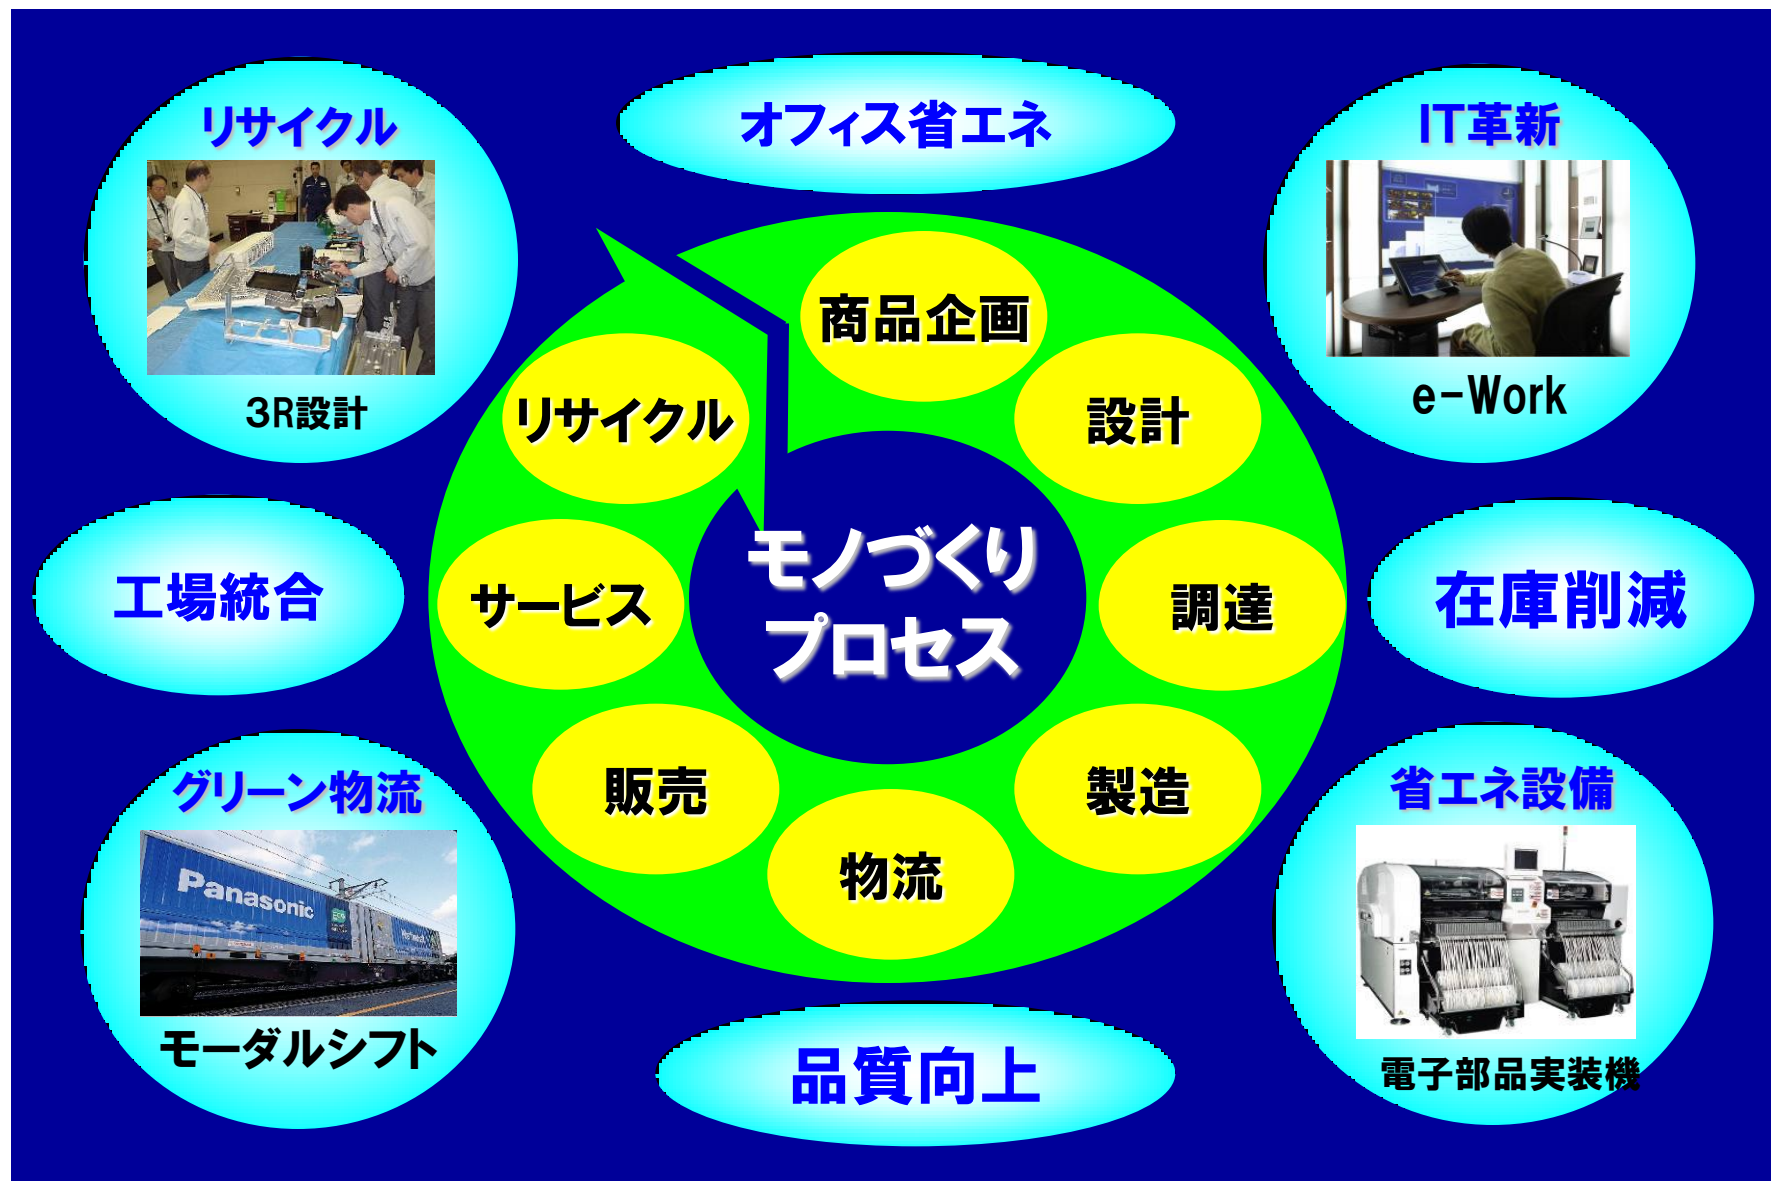 リサイクル
3R設計
オフィス省エネ
IT革新
e-Work
商品企画
設計
調達
製造
物流
販売
サービス
リサイクル
モノづくり
プロセス
工場統合
在庫削減
グリーン物流
Panasonic
モーダルシフト
品質向上
省エネ設備
電子部品実装機